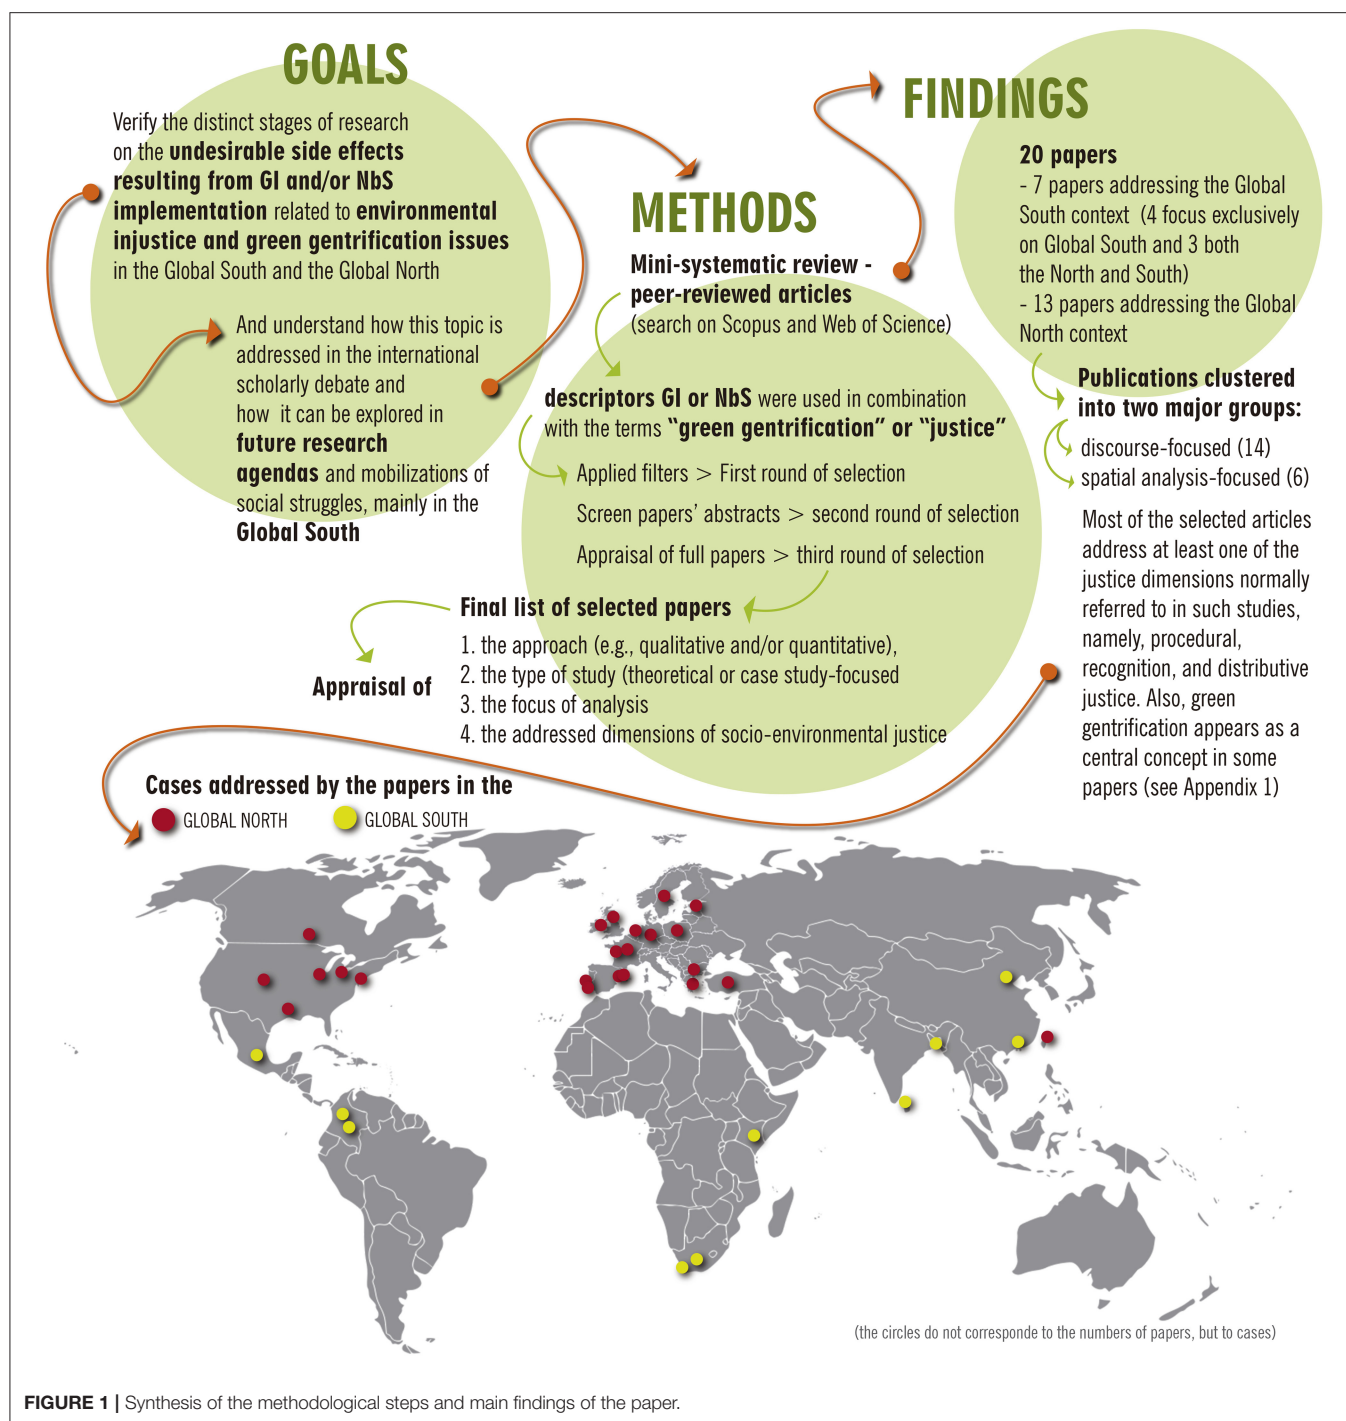 GOALS
Verify the distinct stages of research
on the undesirable side effects
resulting from GI and/or NbS
implementation related to environmental
injustice and green gentrification issues
in the Global South and the Global North
And understand how this topic is
addressed in the international
scholarly debate and
how it can be explored in
future research
agendas and mobilizations of
social struggles, mainly in the
Global South
METHODS
Mini-systematic review -
peer-reviewed articles
(search on Scopus and Web of Science)
descriptors GI or NbS were used in combination
with the terms “green gentrification” or “justice”
Applied filters > First round of selection
Screen papers’ abstracts > second round of selection
Appraisal of full papers > third round of selection
Final list of selected papers
Appraisal of
1. the approach (e.g., qualitative and/or quantitative),
2. the type of study (theoretical or case study-focused
3. the focus of analysis
4. the addressed dimensions of socio-environmental justice
FINDINGS
20 papers
- 7 papers addressing the Global
South context (4 focus exclusively
on Global South and 3 both
the North and South)
- 13 papers addressing the Global
North context
Publications clustered
into two major groups:
discourse-focused (14)
spatial analysis-focused (6)
Most of the selected articles
address at least one of the
justice dimensions normally
referred to in such studies,
namely, procedural,
recognition, and distributive
justice. Also, green
gentrification appears as a
central concept in some
papers (see Appendix 1)
Cases addressed by the papers in the
GLOBAL NORTH
GLOBAL SOUTH
(the circles do not corresponde to the numbers of papers, but to cases)
FIGURE 1 | Synthesis of the methodological steps and main findings of the paper.